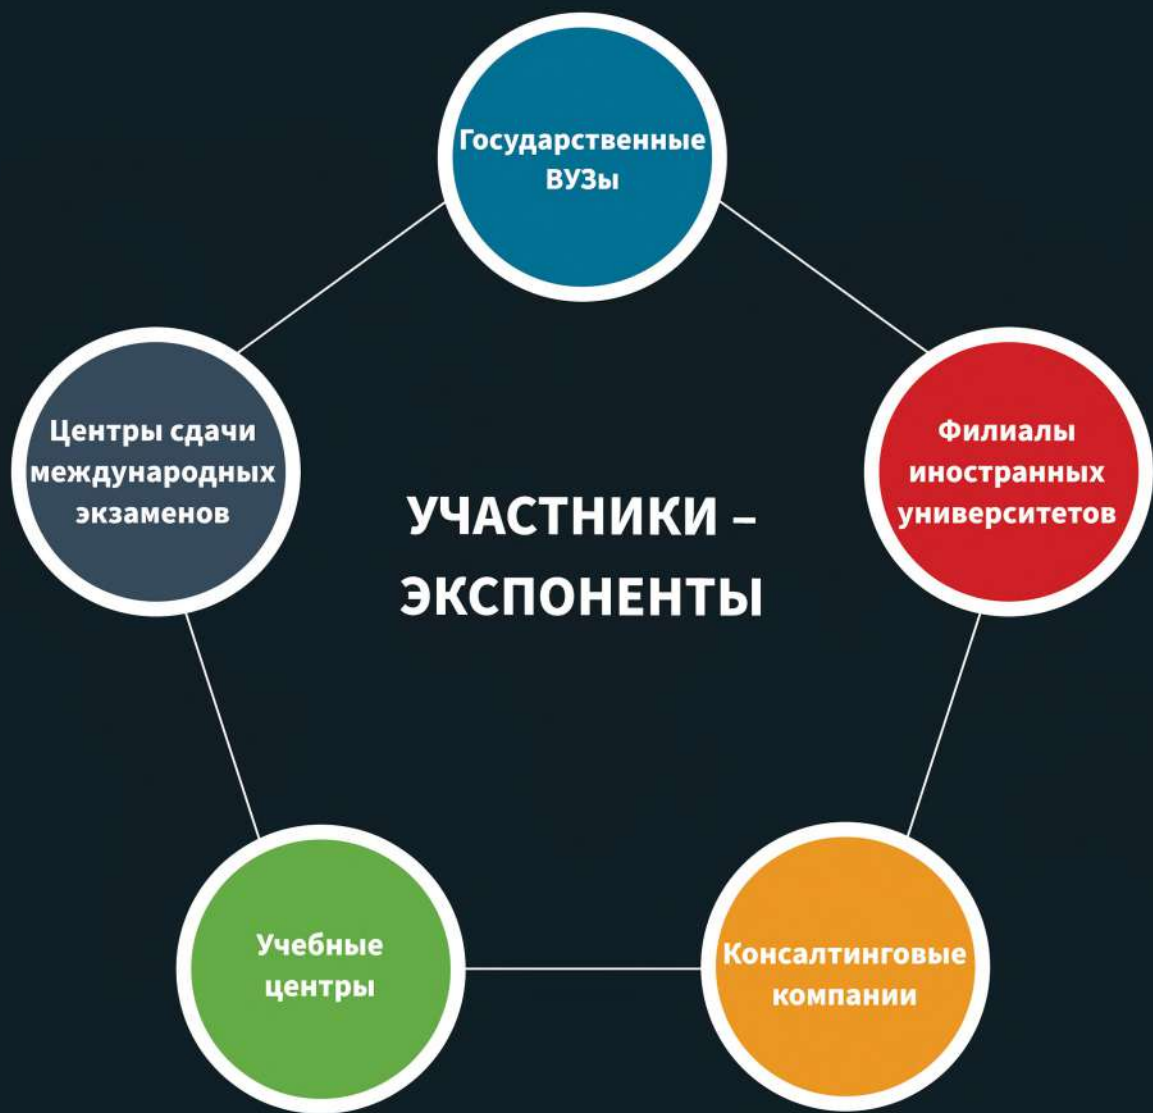 Государственные
ВУЗы
Центры сдачи
международных
экзаменов
Филиалы
иностранных
университетов
УЧАСТНИКИ –
ЭКСПОНЕНТЫ
Учебные
центры
Консалтинговые
компании